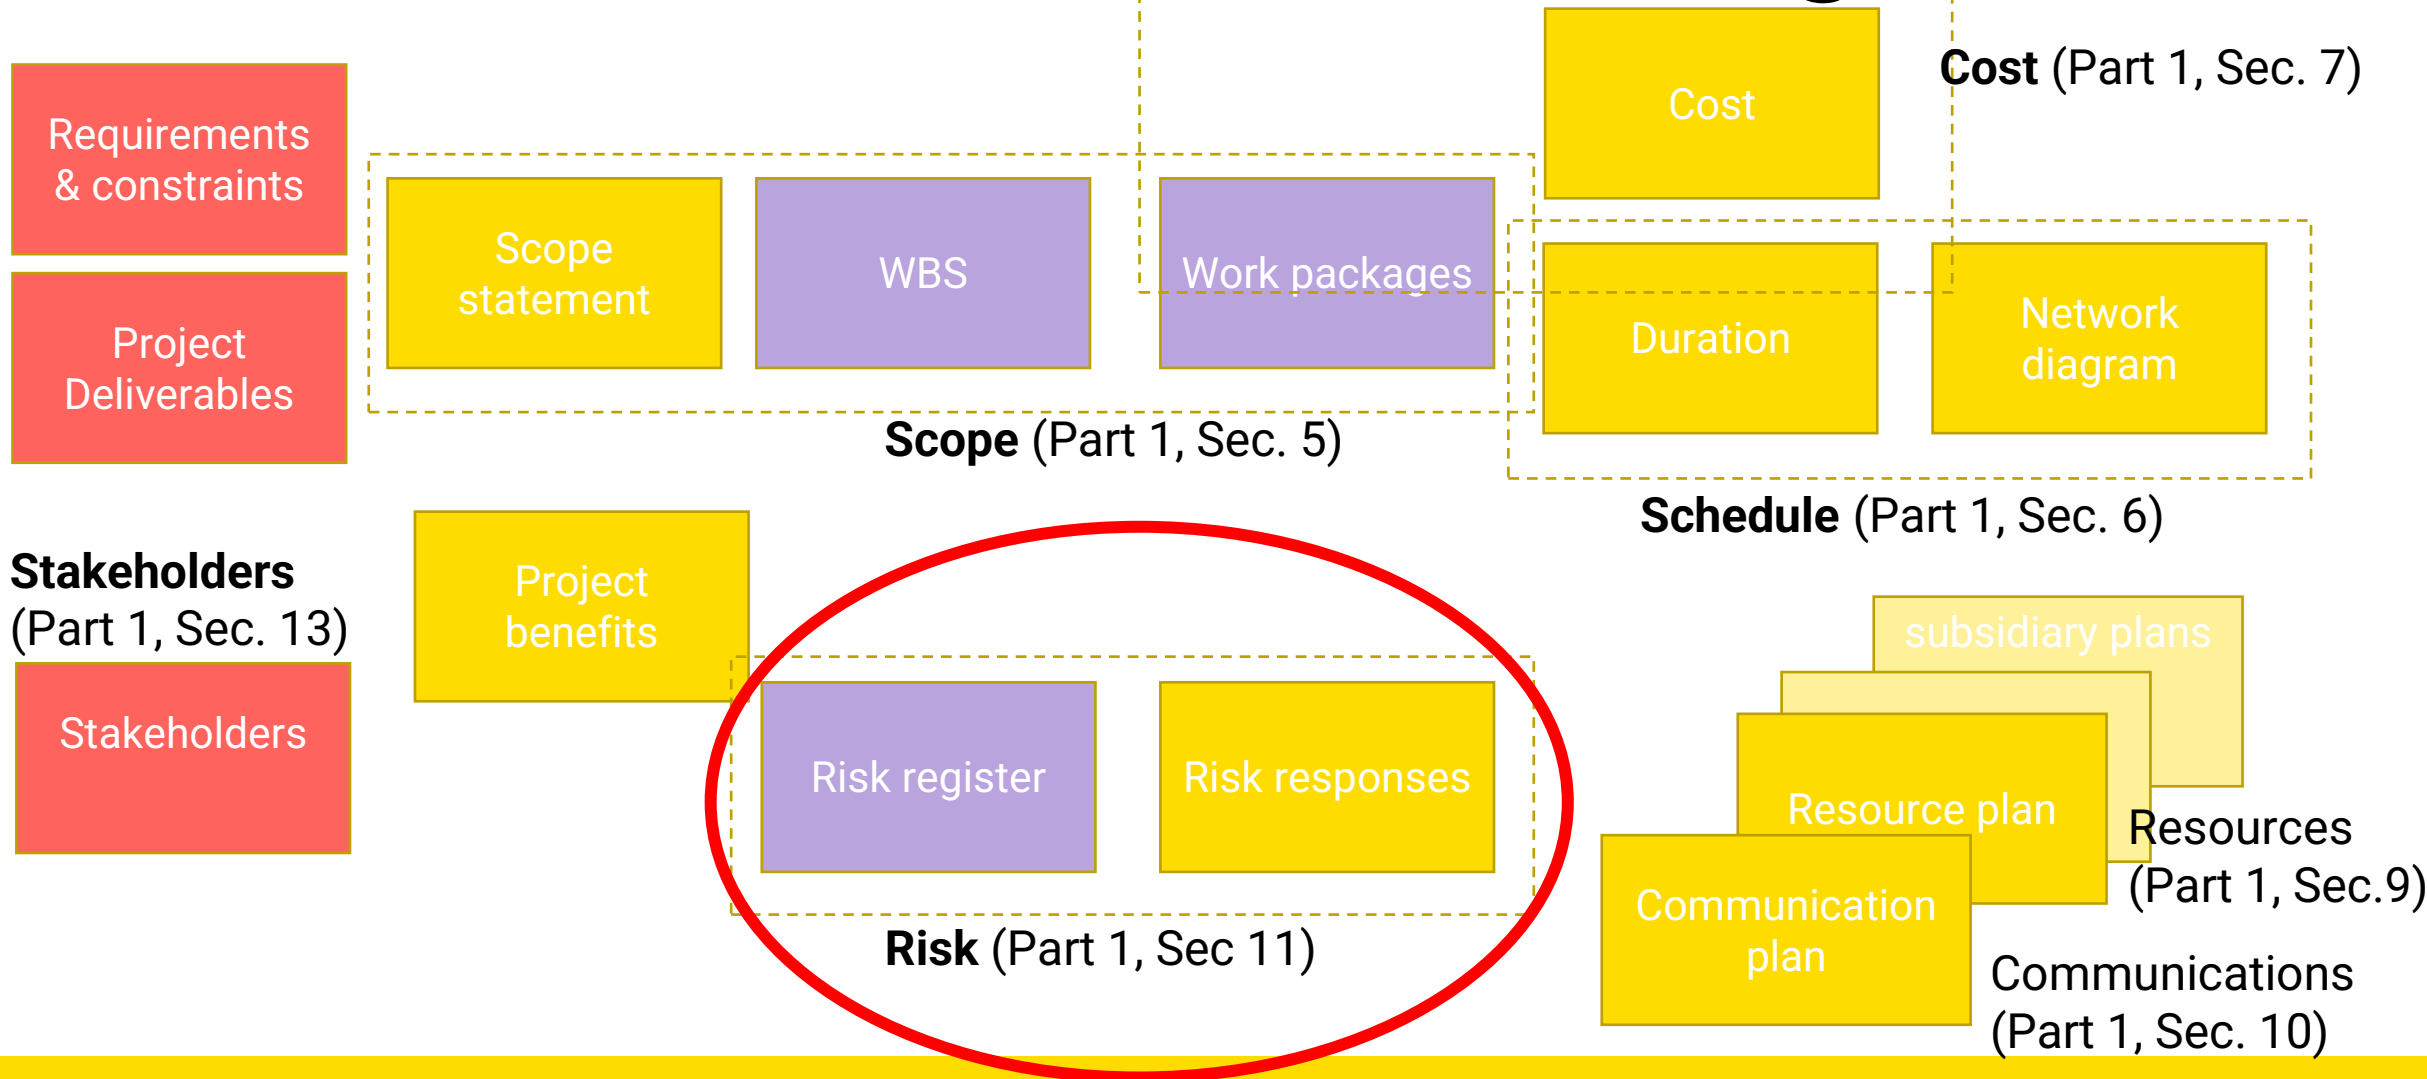 Cost
Cost (Part 1, Sec. 7)
Requirements
& constraints
Scope
statement
WBS
Work packages
Project
Deliverables
Duration
Network
diagram
Scope (Part 1, Sec. 5)
Schedule (Part 1, Sec. 6)
Stakeholders
(Part 1, Sec. 13)
Stakeholders
Project
benefits
Risk register
Risk responses
Risk (Part 1, Sec 11)
subsidiary plans
Resource plan
Resources
(Part 1, Sec.9)
Communication
plan
Communications
(Part 1, Sec. 10)